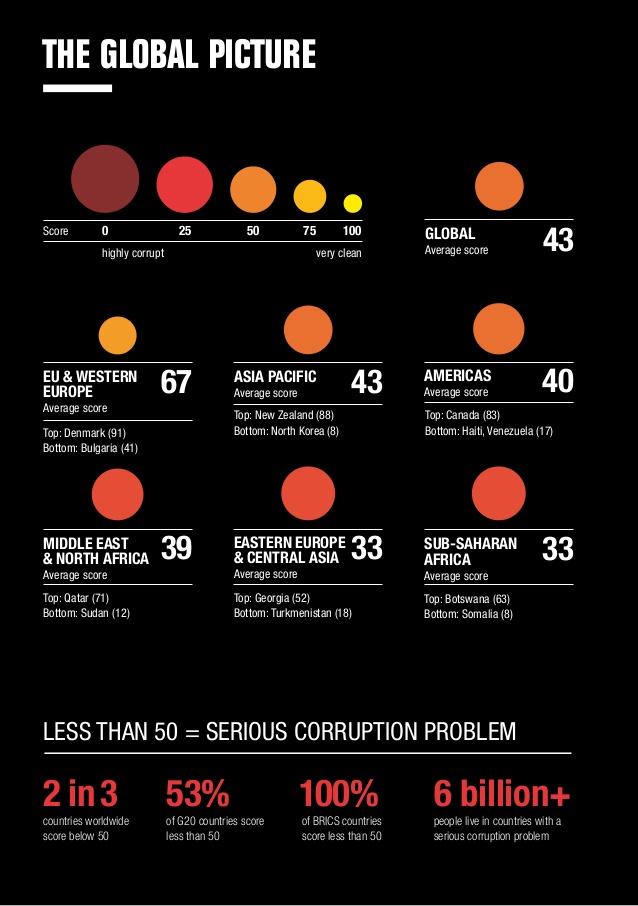 THE GLOBAL PICTURE
Score 0 25 50 75 100
highly corrupt very clean
GLOBAL
Average score
43
EU & WESTERN
EUROPE
Average score
67
Top: Denmark (91)
Bottom: Bulgaria (41)
ASIA PACIFIC
Average score
43
Top: New Zealand (88)
Bottom: North Korea (8)
AMERICAS
Average score
40
Top: Canada (83)
Bottom: Haiti, Venezuela (17)
MIDDLE EAST
& NORTH AFRICA
Average score
39
Top: Qatar (71)
Bottom: Sudan (12)
EASTERN EUROPE
& CENTRAL ASIA
Average score
33
Top: Georgia (52)
Bottom: Turkmenistan (18)
SUB-SAHARAN
AFRICA
Average score
33
Top: Botswana (63)
Bottom: Somalia (8)
LESS THAN 50 = SERIOUS CORRUPTION PROBLEM
2 in 3
countries worldwide
score below 50
53%
of G20 countries score
less than 50
100%
of BRICS countries
score less than 50
6 billion+
people live in countries with a
serious corruption problem